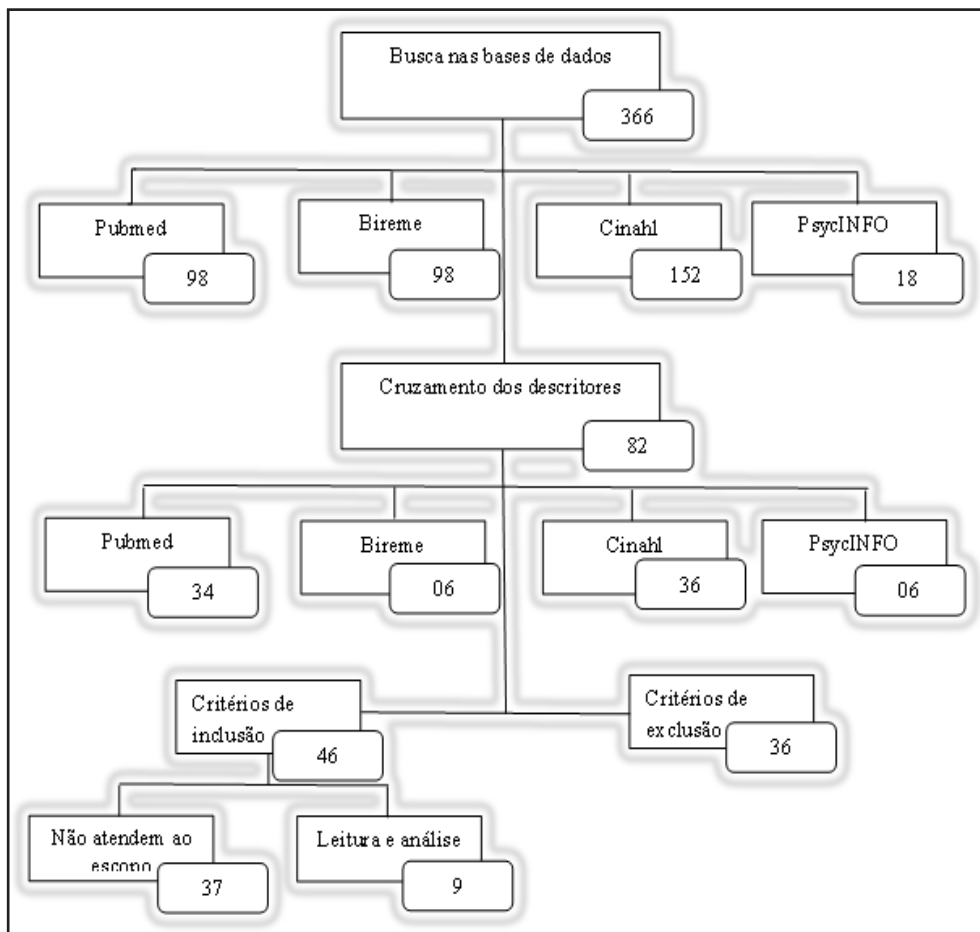 Busca nas bases de dados
366
Pubmed
98
Bireme
98
Cinahl
152
PsycINFO
18
Cruzamento dos descritores
82
Pubmed
34
Bireme
06
Cinahl
36
PsycINFO
06
Critérios de
inclusão
46
Critérios de
exclusão
36
Não atendem ao
escopo
37
Leitura e análise
9